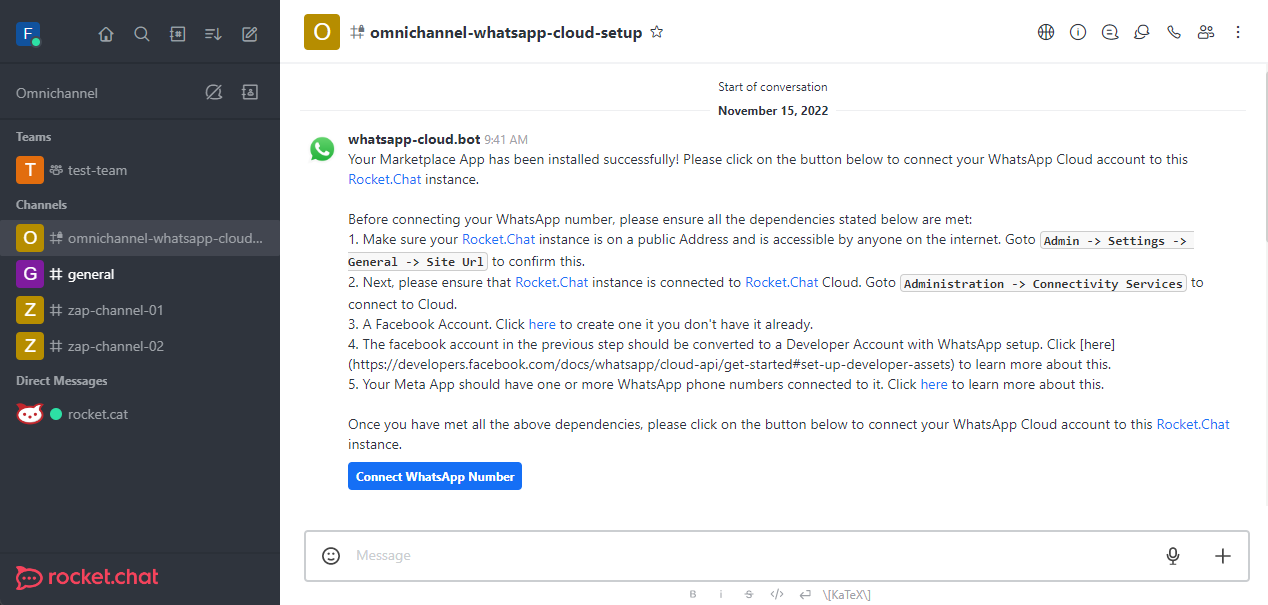 F
Omnichannel
Teams
T test-team
Channels
O omnichannel-whatsapp-cloud...
G general
Z zap-channel-01
Z zap-channel-02
Direct Messages
rocket.cat
rocket.chat
O omnichannel-whatsapp-cloud-setup
Start of conversation
November 15, 2022
whatsapp-cloud.bot 9:41 AM
Your Marketplace App has been installed successfully! Please click on the button below to connect your WhatsApp Cloud account to this
Rocket.Chat instance.
Before connecting your WhatsApp number, please ensure all the dependencies stated below are met:
1. Make sure your Rocket.Chat instance is on a public Address and is accessible by anyone on the internet. Goto Admin -> Settings ->
General -> Site Url to confirm this.
2. Next, please ensure that Rocket.Chat instance is connected to Rocket.Chat Cloud. Goto Administration -> Connectivity Services to
connect to Cloud.
3. A Facebook Account. Click here to create one it you don't have it already.
4. The facebook account in the previous step should be converted to a Developer Account with WhatsApp setup. Click [here]
(https://developers.facebook.com/docs/whatsapp/cloud-api/get-started#set-up-developer-assets) to learn more about this.
5. Your Meta App should have one or more WhatsApp phone numbers connected to it. Click here to learn more about this.
Once you have met all the above dependencies, please click on the button below to connect your WhatsApp Cloud account to this Rocket.Chat
instance.
Connect WhatsApp Number
Message
B i S </> \[KaTeX\]